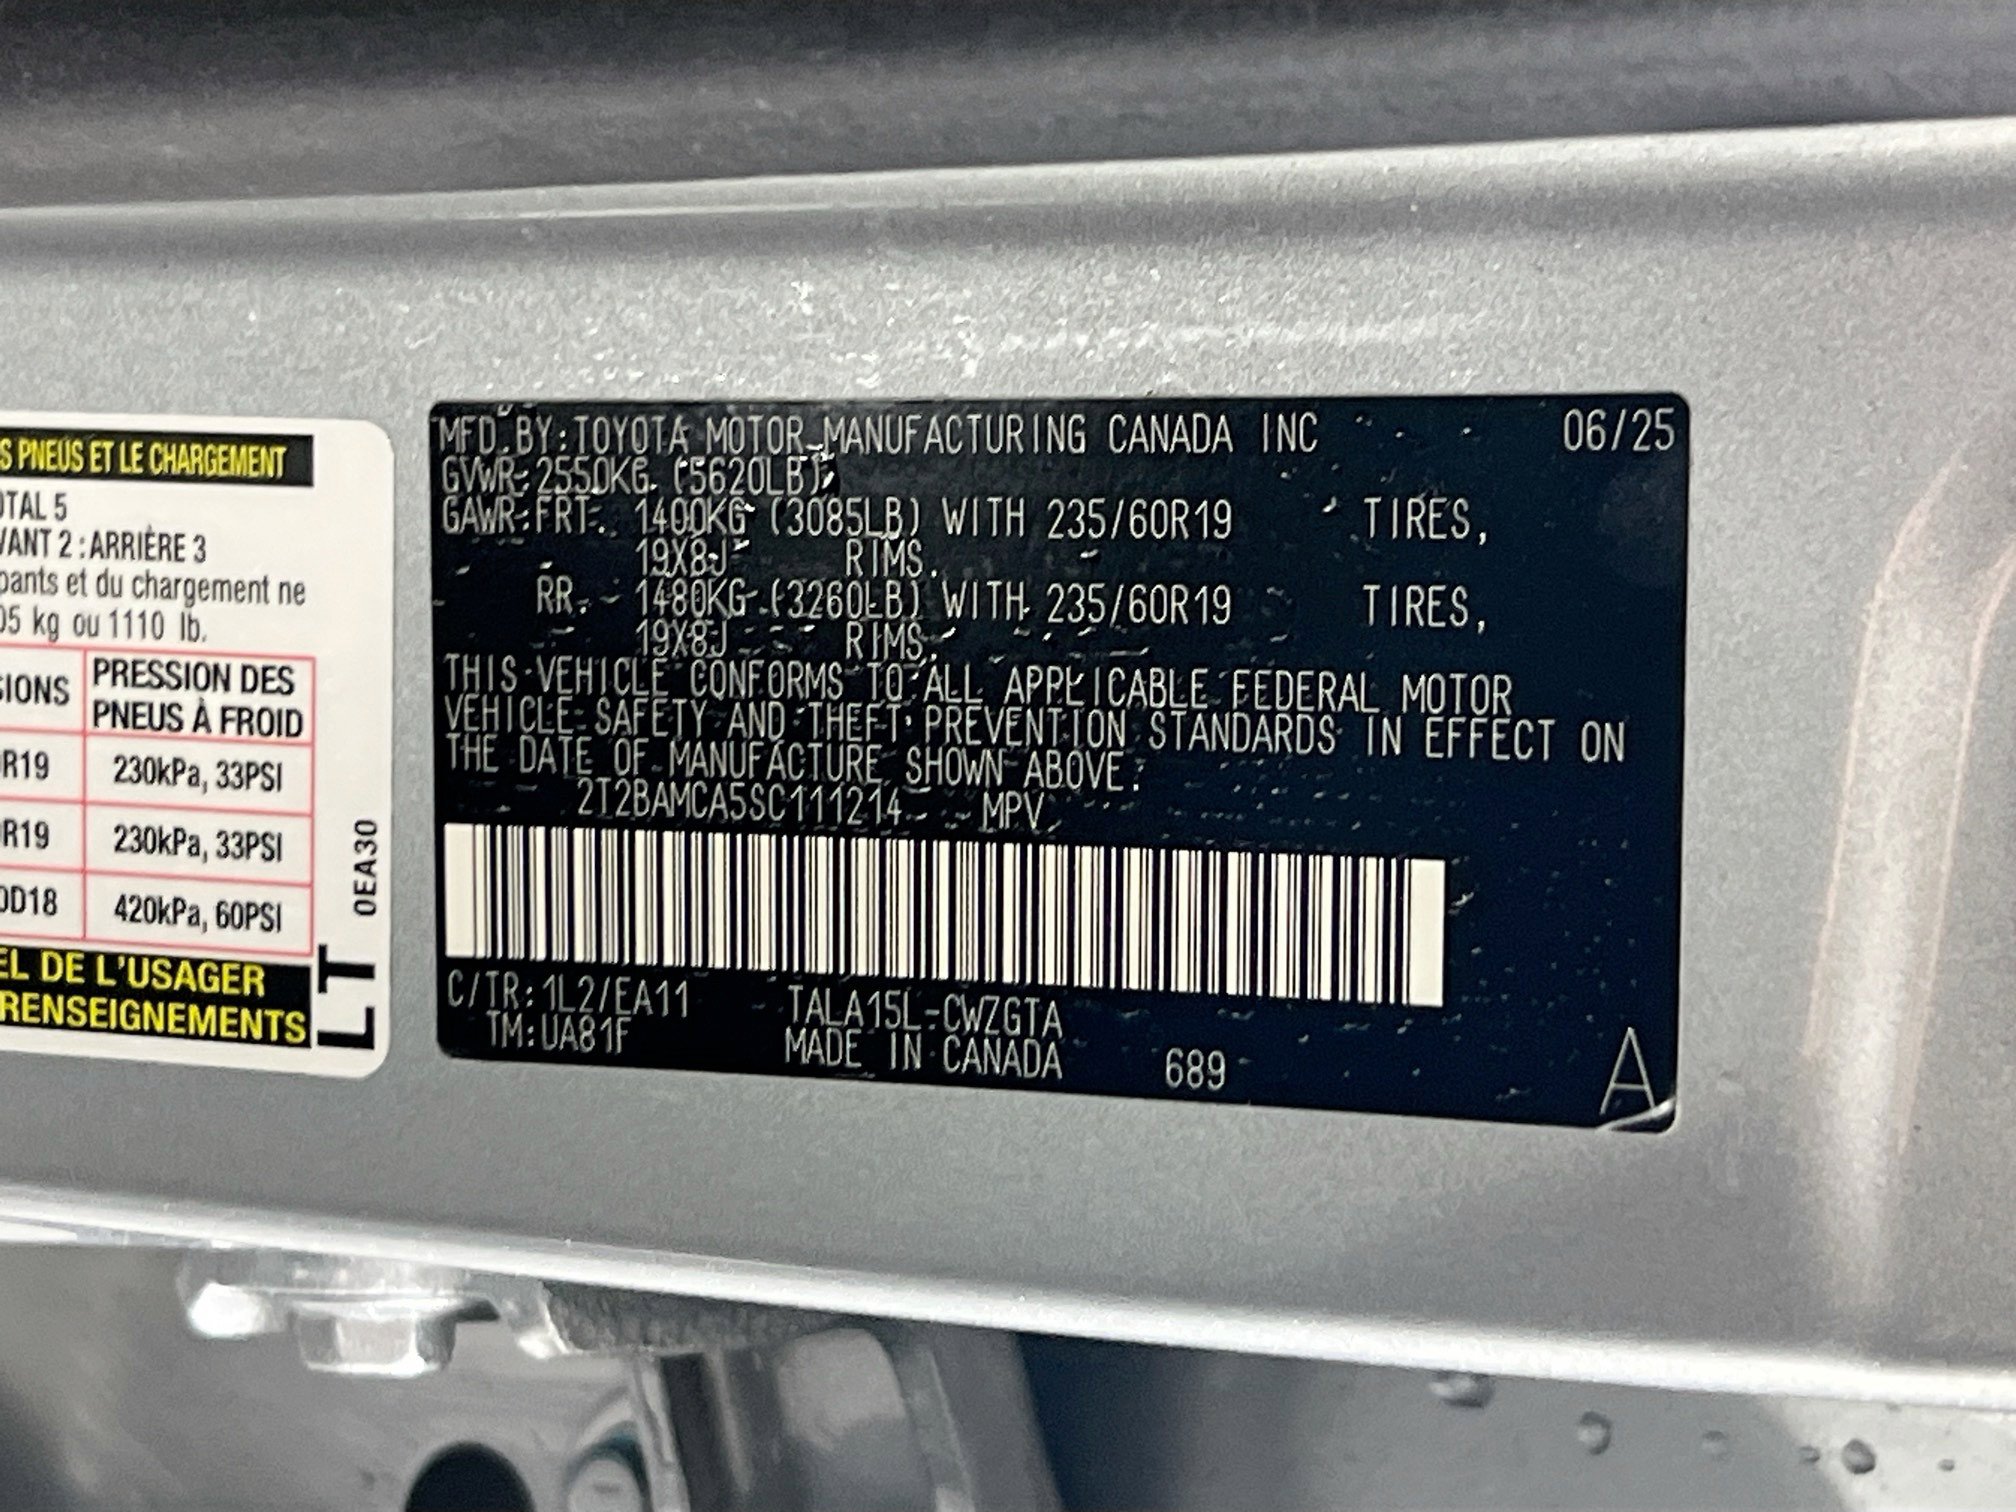 S PNEUS ET LE CHARGEMENT
OTAL 5
VANT 2 : ARRIÈRE 3
pants et du chargement ne
05 kg ou 1110 lb.
SIONS PRESSION DES
PNEUS À FROID
R19 230kPa, 33PSI
R19 230kPa, 33PSI
0D18 420kPa, 60PSI
EL DE L'USAGER
RENSEIGNEMENTS
LT
0EA30
MFD.BY:TOYOTA MOTOR MANUFACTURING CANADA INC 06/25
GVWR:2550KG (5620LB)
GAWR:FRT. 1400KG (3085LB) WITH 235/60R19 TIRES,
19X8J RIMS.
RR. 1480KG (3260LB) WITH 235/60R19 TIRES,
19X8J RIMS.
THIS VEHICLE CONFORMS TO ALL APPLICABLE FEDERAL MOTOR
VEHICLE SAFETY AND THEFT PREVENTION STANDARDS IN EFFECT ON
THE DATE OF MANUFACTURE SHOWN ABOVE.
2T2BAMCA5SC111214 MPV
C/TR:1L2/EA11 TALA15L-CWZGTA
TM:UA81F MADE IN CANADA 689
A